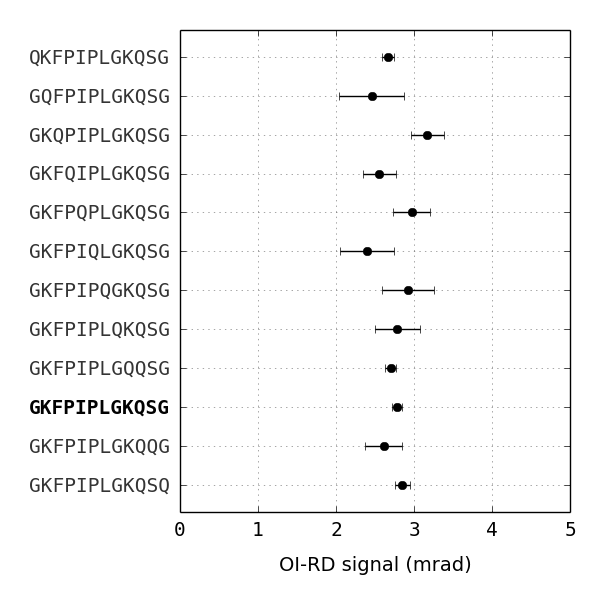 QKFPIPLGKQSG
GQFPIPLGKQSG
GKQPIPLGKQSG
GKFQIPLGKQSG
GKFPQPLGKQSG
GKFPIQLGKQSG
GKFPIPQGKQSG
GKFPIPLQKQSG
GKFPIPLGQQSG
GKFPIPLGKQSG
GKFPIPLGKQQG
GKFPIPLGKQSQ
0 1 2 3 4 5
OI-RD signal (mrad)